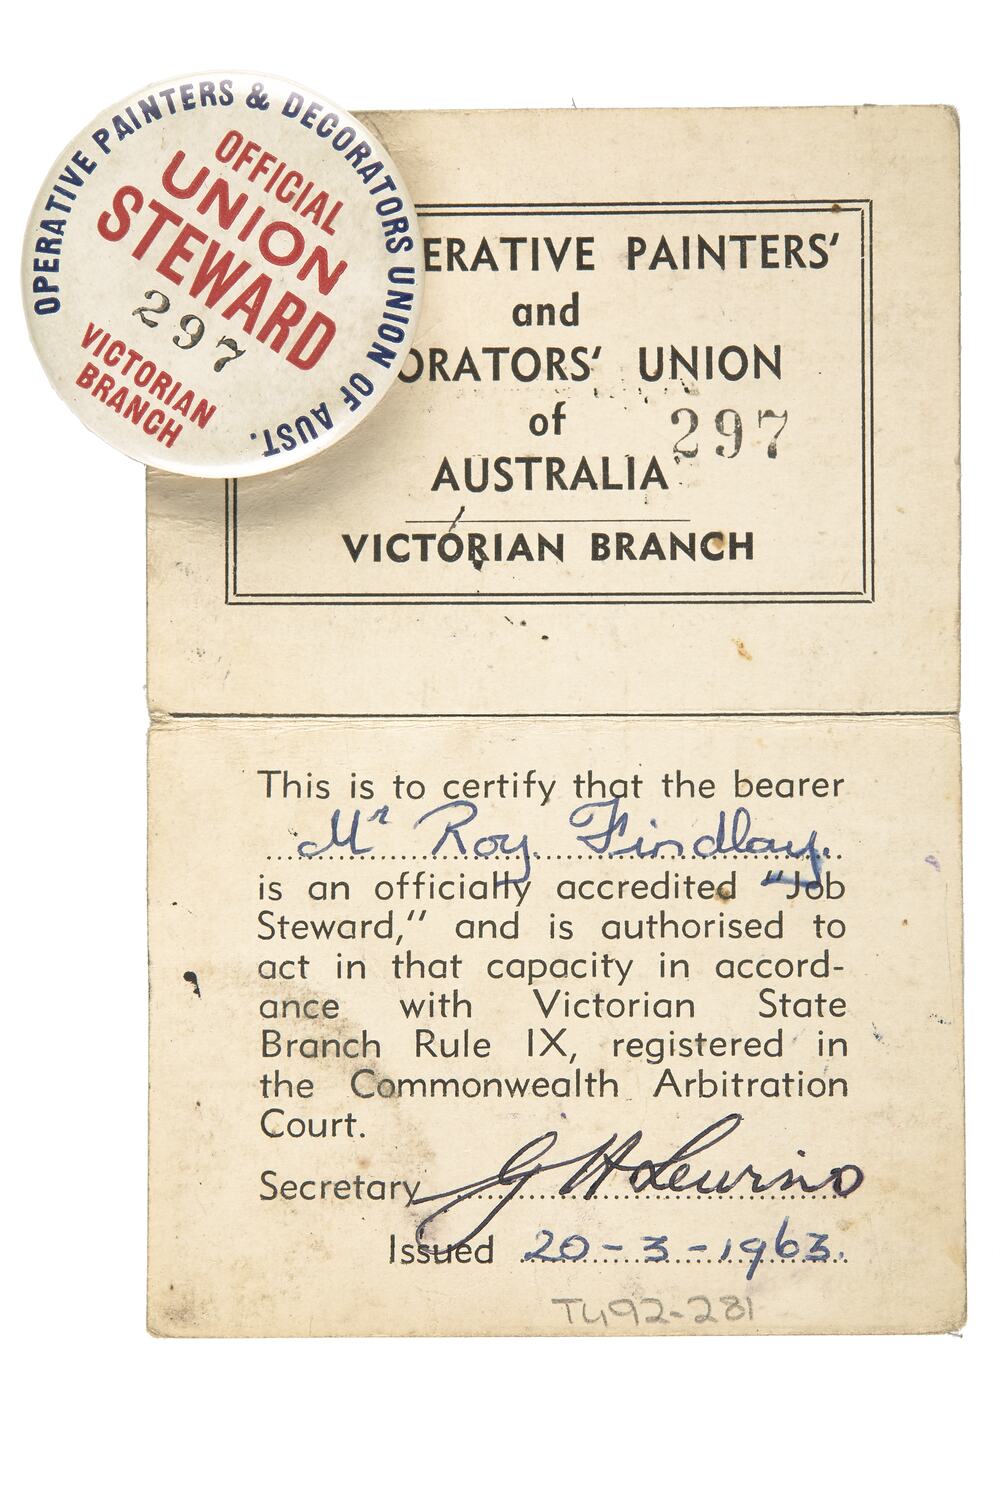 OPERATIVE PAINTERS & DECORATORS UNION OF AUST.
OFFICIAL
UNION
STEWARD
297
VICTORIAN
BRANCH
ERATIVE PAINTERS'
and
ORATORS' UNION
of
297
AUSTRALIA
VICTORIAN BRANCH
This is to certify that the bearer
Mr Roy Findlay.
is an officially accredited "Job
Steward," and is authorised to
act in that capacity in accord-
ance with Victorian State
Branch Rule IX, registered in
the Commonwealth Arbitration
Court.
Secretary G H
Issued 20-3-1963.
TU92-281